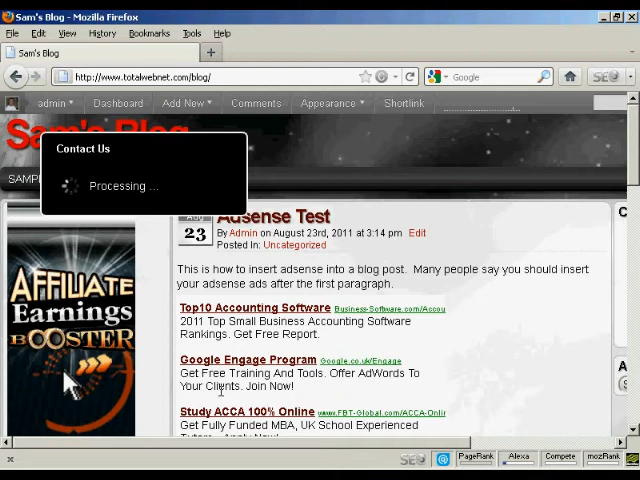 Sam's Blog - Mozilla Firefox
File Edit View History Bookmarks Tools Help
Sam's Blog
http://www.totalwebnet.com/blog/
Google
SEO
admin Dashboard Add New Comments Appearance Shortlink
Sam's Blog
Contact Us
Processing ...
Aug
23
Adsense Test
By Admin on August 23rd, 2011 at 3:14 pm Edit
Posted In: Uncategorized
This is how to insert adsense into a blog post. Many people say you should insert
your adsense ads after the first paragraph.
Top10 Accounting Software Business-Software.com/Accou
2011 Top Small Business Accounting Software
Rankings. Get Free Report.
Google Engage Program Google.co.uk/Engage
Get Free Training And Tools. Offer AdWords To
Your Clients. Join Now!
Study ACCA 100% Online www.FBT-Global.com/ACCA-Onlin
Get Fully Funded MBA, UK School Experienced
AFFILIATE
Earnings
BOOSTER
SEO PageRank Alexa Compete mozRank